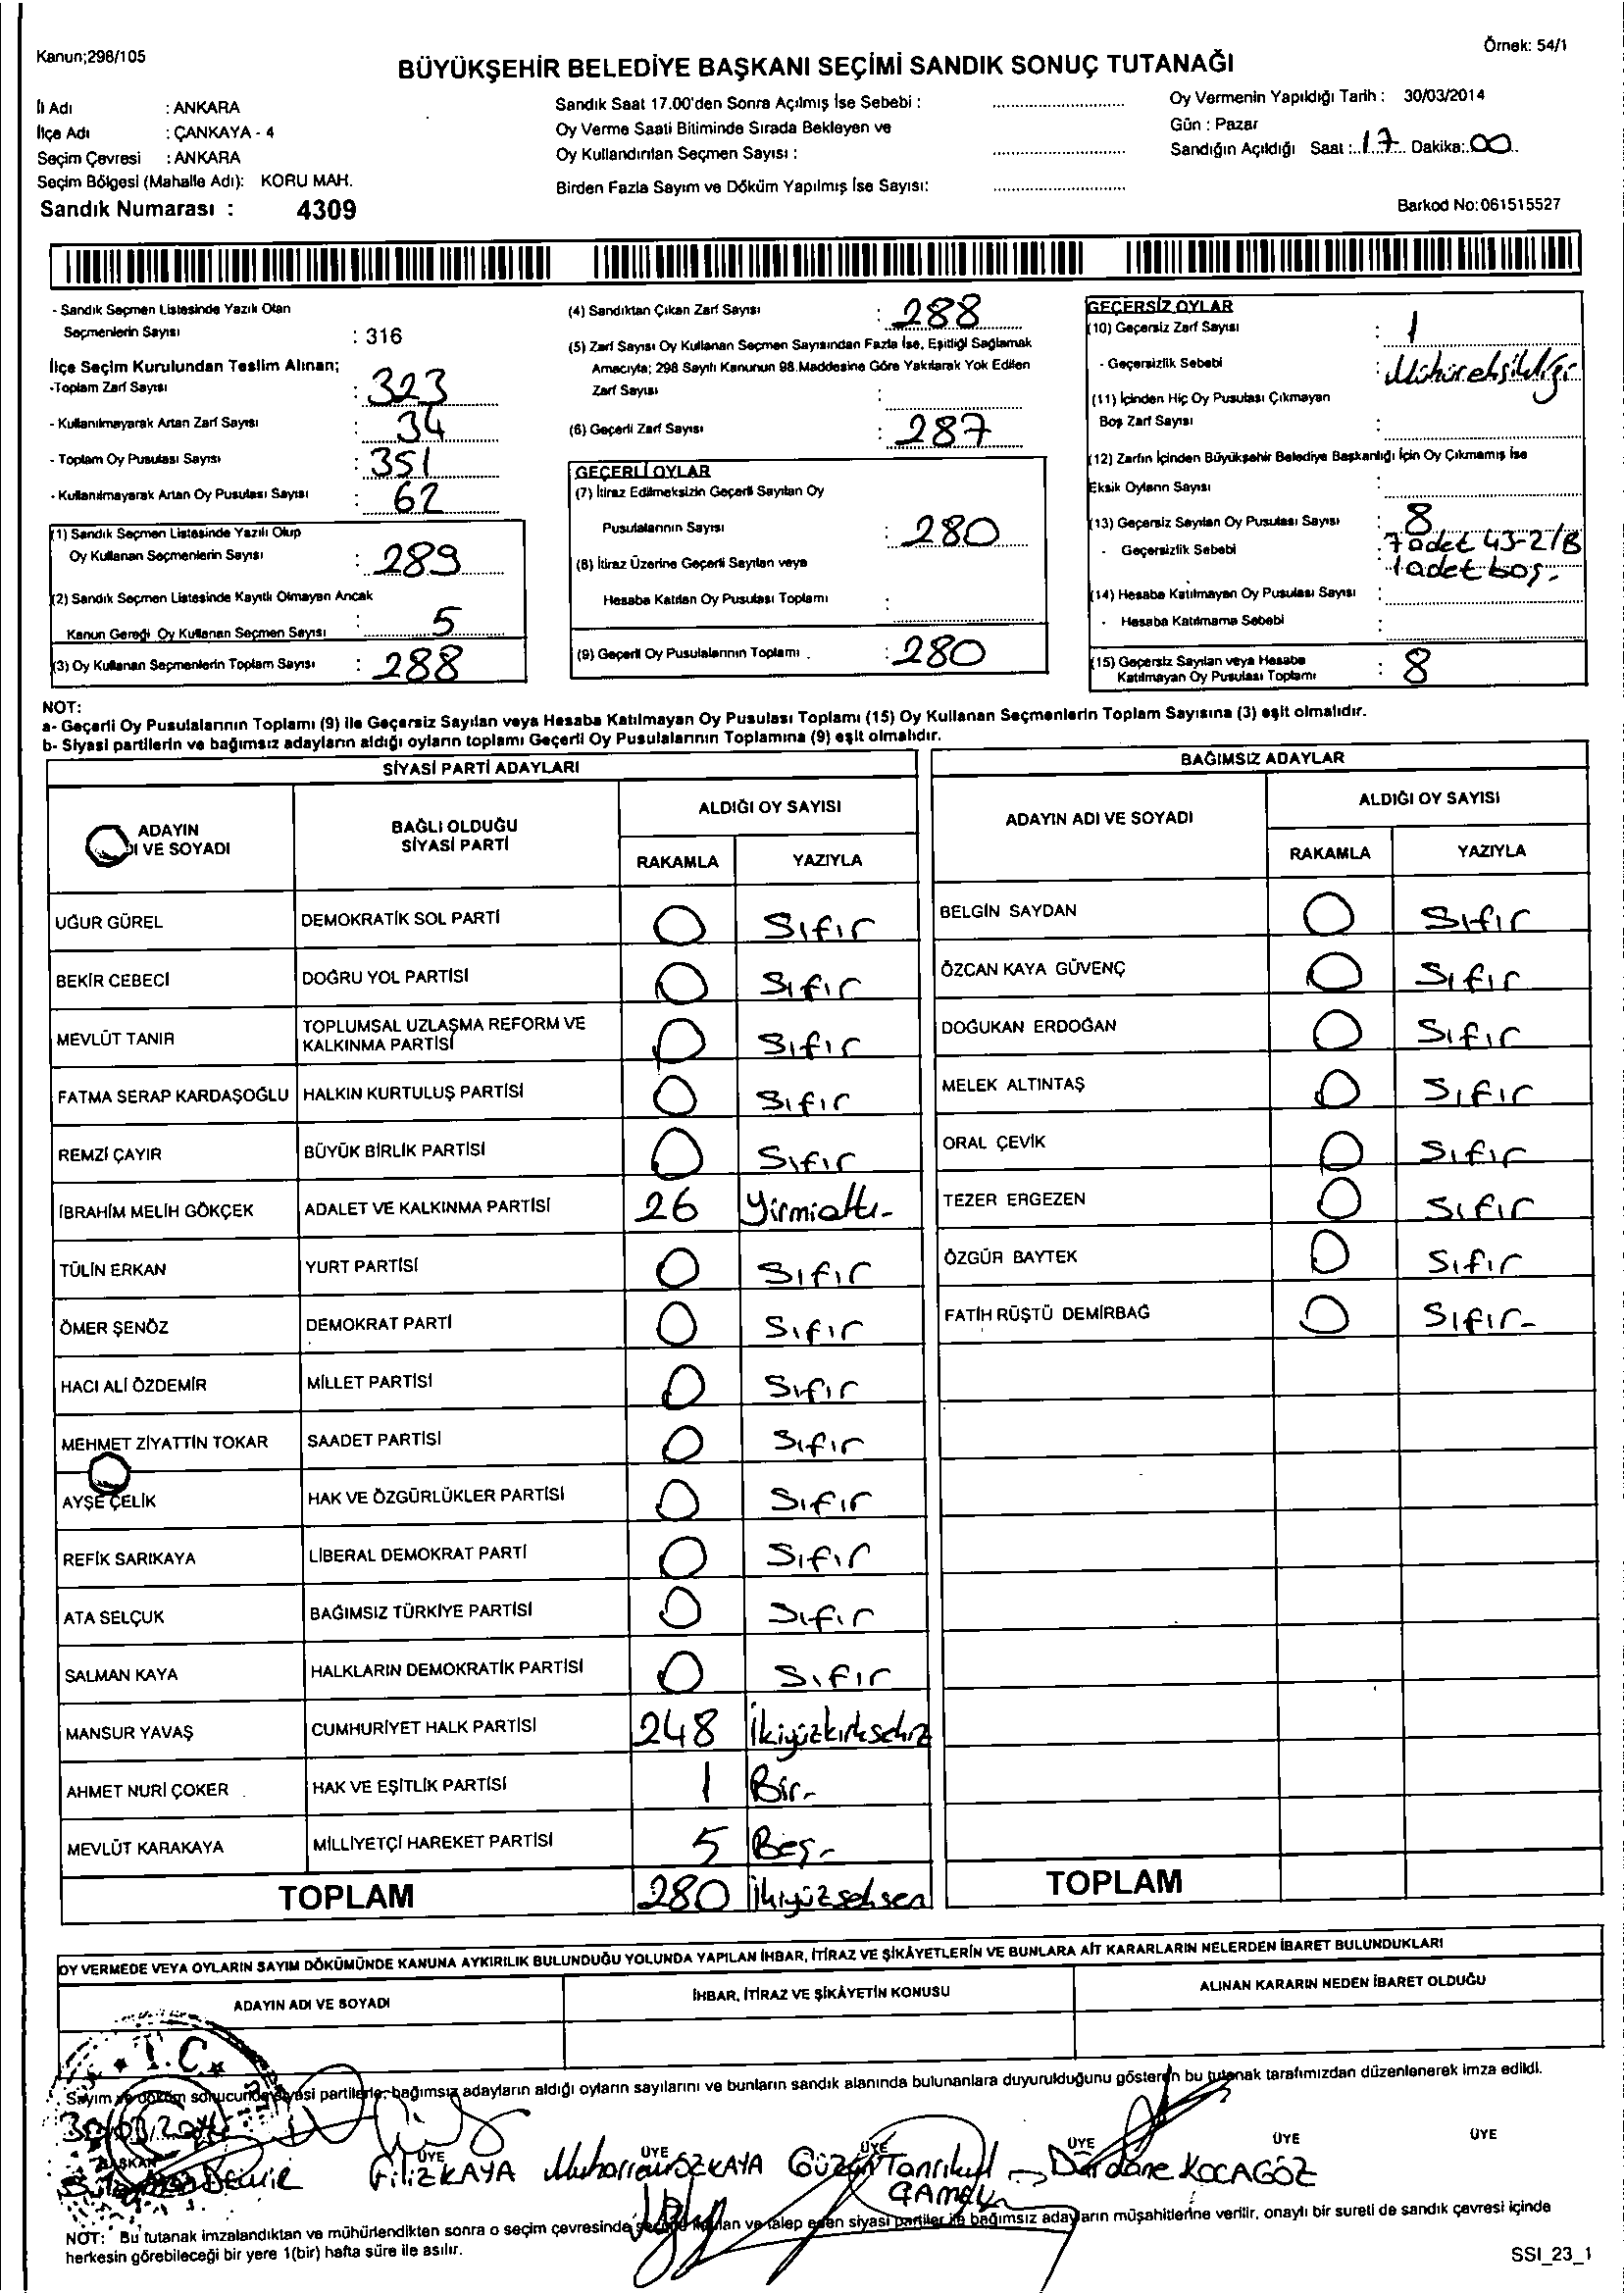 Kanun;298/105
Örnek: 54/1
BÜYÜKŞEHİR BELEDİYE BAŞKANI SEÇİMİ SANDIK SONUÇ TUTANAĞI
İl Adı : ANKARA
İlçe Adı : ÇANKAYA - 4
Seçim Çevresi : ANKARA
Seçim Bölgesi (Mahalle Adı): KORU MAH.
Sandık Numarası : 4309
Sandık Saat 17.00'den Sonra Açılmış İse Sebebi :
Oy Verme Saati Bitiminde Sırada Bekleyen ve
Oy Kullandırılan Seçmen Sayısı :
Birden Fazla Sayım ve Döküm Yapılmış İse Sayısı:
Oy Vermenin Yapıldığı Tarih : 30/03/2014
Gün : Pazar
Sandığın Açıldığı Saat : 17 Dakika: 00
Barkod No:061515527
- Sandık Seçmen Listesinde Yazılı Olan
Seçmenlerin Sayısı : 316
İlçe Seçim Kurulundan Teslim Alınan;
-Toplam Zarf Sayısı : 323
- Kullanılmayarak Artan Zarf Sayısı : 34
- Toplam Oy Pusulası Sayısı : 351
- Kullanılmayarak Artan Oy Pusulası Sayısı : 62
(1) Sandık Seçmen Listesinde Yazılı Olup
Oy Kullanan Seçmenlerin Sayısı : 289
(2) Sandık Seçmen Listesinde Kayıtlı Olmayan Ancak
Kanun Gereği Oy Kullanan Seçmen Sayısı : 5
(3) Oy Kullanan Seçmenlerin Toplam Sayısı : 288
(4) Sandıktan Çıkan Zarf Sayısı : 288
(5) Zarf Sayısı Oy Kullanan Seçmen Sayısından Fazla İse, Eşitliği Sağlamak
Amacıyla; 298 Sayılı Kanunun 98.Maddesine Göre Yakılarak Yok Edilen
Zarf Sayısı :
(6) Geçerli Zarf Sayısı : 287
GEÇERLİ OYLAR
(7) İtiraz Edilmeksizin Geçerli Sayılan Oy
Pusulalarının Sayısı : 280
(8) İtiraz Üzerine Geçerli Sayılan veya
Hesaba Katılan Oy Pusulası Toplamı :
(9) Geçerli Oy Pusulalarının Toplamı : 280
GEÇERSİZ OYLAR
(10) Geçersiz Zarf Sayısı : 1
- Geçersizlik Sebebi : Mühür eksikliği
(11) İçinden Hiç Oy Pusulası Çıkmayan
Boş Zarf Sayısı :
(12) Zarfın İçinden Büyükşehir Belediye Başkanlığı İçin Oy Çıkmamış İse
Eksik Oyların Sayısı :
(13) Geçersiz Sayılan Oy Pusulası Sayısı : 8
- Geçersizlik Sebebi : 7 adet 43-2/B
1 adet boş.
(14) Hesaba Katılmayan Oy Pusulası Sayısı :
- Hesaba Katılmama Sebebi :
(15) Geçersiz Sayılan veya Hesaba
Katılmayan Oy Pusulası Toplamı : 8
NOT:
a- Geçerli Oy Pusulalarının Toplamı (9) ile Geçersiz Sayılan veya Hesaba Katılmayan Oy Pusulası Toplamı (15) Oy Kullanan Seçmenlerin Toplam Sayısına (3) eşit olmalıdır.
b- Siyasi partilerin ve bağımsız adayların aldığı oyların toplamı Geçerli Oy Pusulalarının Toplamına (9) eşit olmalıdır.
SİYASİ PARTİ ADAYLARI
ADAYIN
DI VE SOYADI
BAĞLI OLDUĞU
SİYASİ PARTİ
ALDIĞI OY SAYISI
RAKAMLA YAZIYLA
UĞUR GÜREL DEMOKRATİK SOL PARTİ 0 Sıfır
BEKİR CEBECİ DOĞRU YOL PARTİSİ 0 Sıfır
MEVLÜT TANIR TOPLUMSAL UZLAŞMA REFORM VE
KALKINMA PARTİSİ 0 Sıfır
FATMA SERAP KARDAŞOĞLU HALKIN KURTULUŞ PARTİSİ 0 Sıfır
REMZİ ÇAYIR BÜYÜK BİRLİK PARTİSİ 0 Sıfır
İBRAHİM MELİH GÖKÇEK ADALET VE KALKINMA PARTİSİ 26 Yirmialtı-
TÜLİN ERKAN YURT PARTİSİ 0 Sıfır
ÖMER ŞENÖZ DEMOKRAT PARTİ 0 Sıfır
HACI ALİ ÖZDEMİR MİLLET PARTİSİ 0 Sıfır
MEHMET ZİYATTİN TOKAR SAADET PARTİSİ 0 Sıfır
AYŞE ÇELİK HAK VE ÖZGÜRLÜKLER PARTİSİ 0 Sıfır
REFİK SARIKAYA LİBERAL DEMOKRAT PARTİ 0 Sıfır
ATA SELÇUK BAĞIMSIZ TÜRKİYE PARTİSİ 0 Sıfır
SALMAN KAYA HALKLARIN DEMOKRATİK PARTİSİ 0 Sıfır
MANSUR YAVAŞ CUMHURİYET HALK PARTİSİ 248 İkiyüzkırksekiz
AHMET NURİ ÇOKER HAK VE EŞİTLİK PARTİSİ 1 Bir-
MEVLÜT KARAKAYA MİLLİYETÇİ HAREKET PARTİSİ 5 Beş-
TOPLAM 280 İkiyüzseksen
BAĞIMSIZ ADAYLAR
ADAYIN ADI VE SOYADI
ALDIĞI OY SAYISI
RAKAMLA YAZIYLA
BELGİN SAYDAN 0 Sıfır
ÖZCAN KAYA GÜVENÇ 0 Sıfır
DOĞUKAN ERDOĞAN 0 Sıfır
MELEK ALTINTAŞ 0 Sıfır
ORAL ÇEVİK 0 Sıfır
TEZER ERGEZEN 0 Sıfır
ÖZGÜR BAYTEK 0 Sıfır
FATİH RÜŞTÜ DEMİRBAĞ 0 Sıfır-
TOPLAM
OY VERMEDE VEYA OYLARIN SAYIM DÖKÜMÜNDE KANUNA AYKIRILIK BULUNDUĞU YOLUNDA YAPILAN İHBAR, İTİRAZ VE ŞİKÂYETLERİN VE BUNLARA AİT KARARLARIN NELERDEN İBARET BULUNDUKLARI
ADAYIN ADI VE SOYADI
İHBAR, İTİRAZ VE ŞİKÂYETİN KONUSU
ALINAN KARARIN NEDEN İBARET OLDUĞU
T.C.
Sayım ve döküm sonucunda siyasi partilerle, bağımsız adayların aldığı oyların sayılarını ve bunların sandık alanında bulunanlara duyurulduğunu gösteren bu tutanak tarafımızdan düzenlenerek imza edildi.
30/03/2014
BAŞKAN ÜYE ÜYE ÜYE ÜYE ÜYE ÜYE
Filiz KAYA Muharrem ÖZKAYA Güzin Tanrıkul Dürdane KOCAGÖZ
NOT: Bu tutanak imzalandıktan ve mühürlendikten sonra o seçim çevresinde seçime katılan ve talep eden siyasi partiler ile bağımsız adayların müşahitlerine verilir, onaylı bir sureti de sandık çevresi içinde
herkesin görebileceği bir yere 1(bir) hafta süre ile asılır.
SSI_23_1